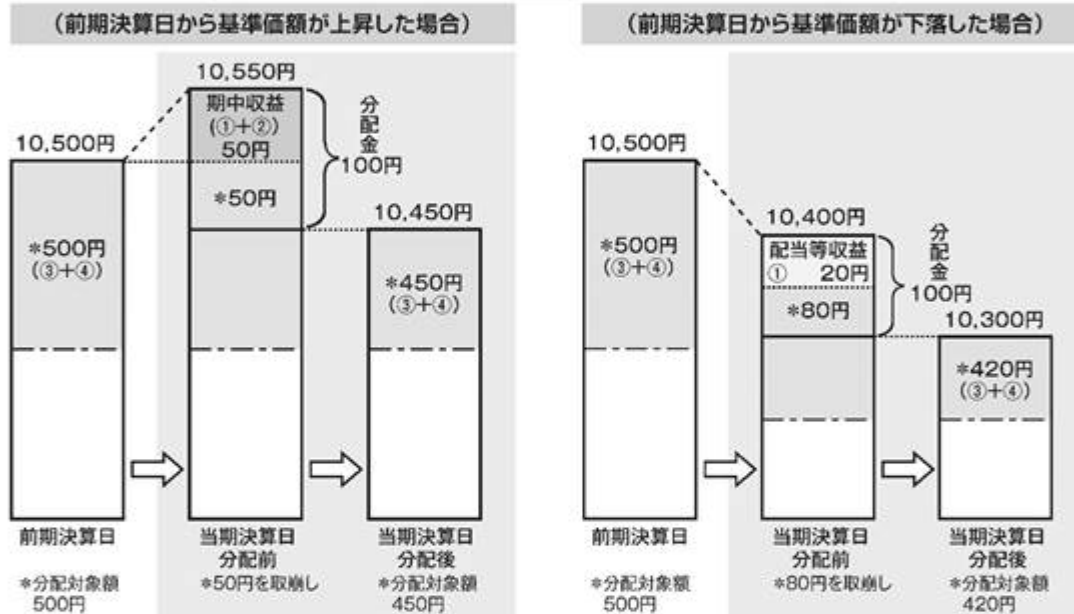 (前期決算日から基準価額が上昇した場合)
10,550円
期中収益
(①+②)
50円
*50円
分配金
100円
10,500円
*500円
(③+④)
10,450円
*450円
(③+④)
前期決算日
当期決算日
分配前
当期決算日
分配後
*分配対象額
500円
*50円を取崩し
*分配対象額
450円
(前期決算日から基準価額が下落した場合)
10,500円
*500円
(③+④)
10,400円
配当等収益
① 20円
*80円
分配金
100円
10,300円
*420円
(③+④)
前期決算日
当期決算日
分配前
当期決算日
分配後
*分配対象額
500円
*80円を取崩し
*分配対象額
420円